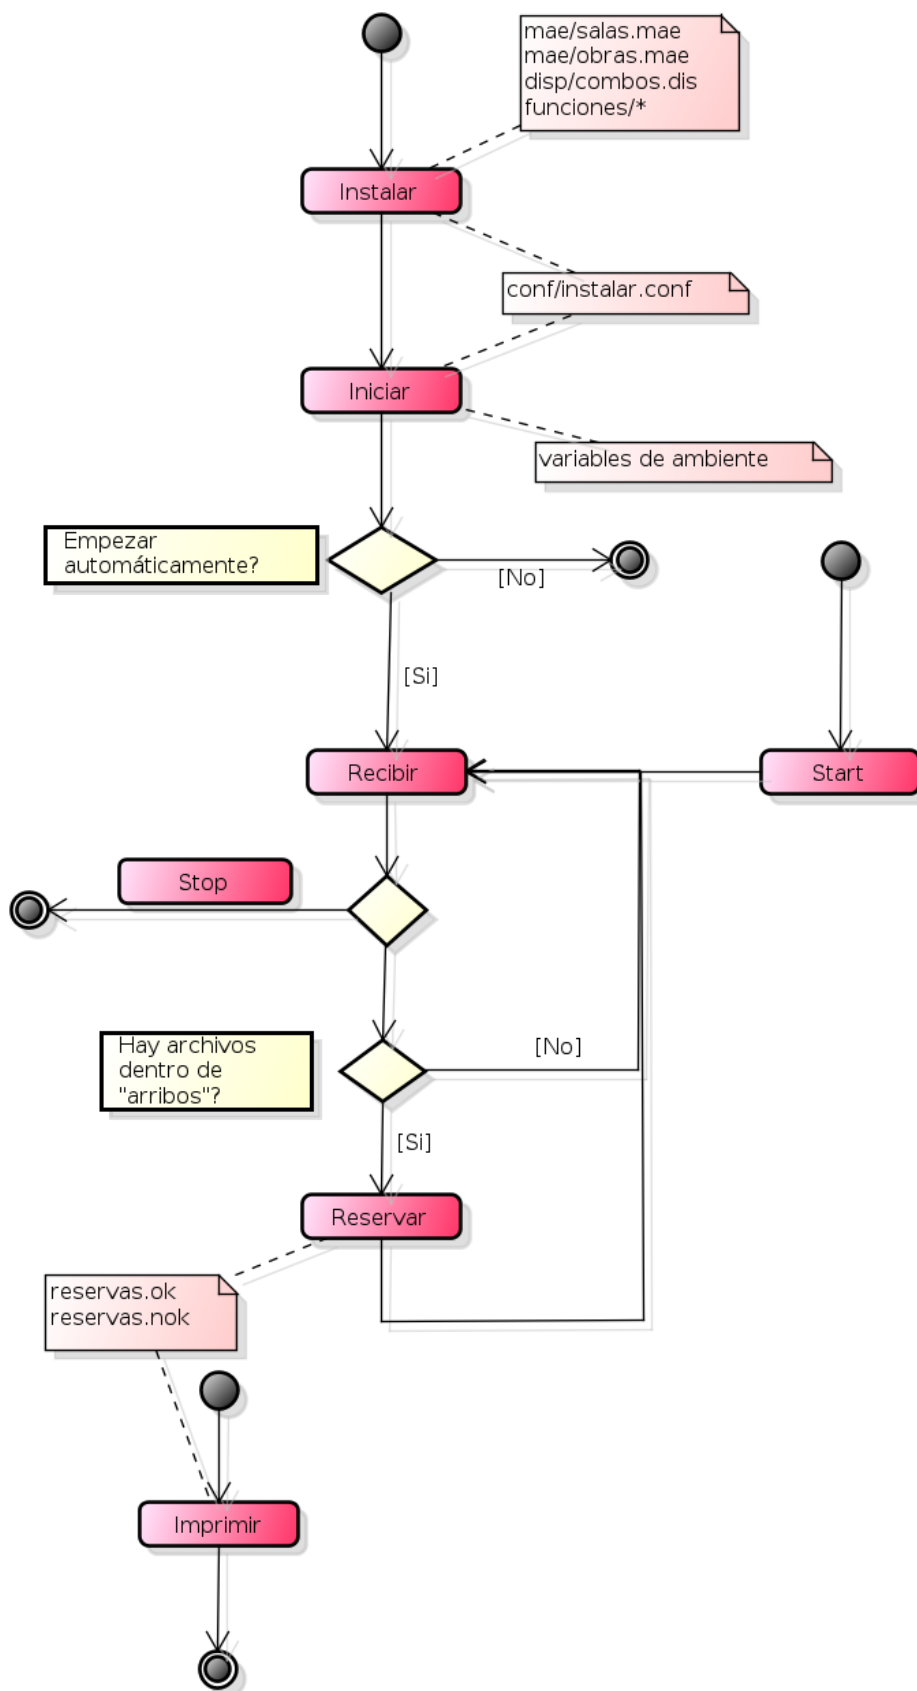 mae/salas.mae
mae/obras.mae
disp/combos.dis
funciones/*
Instalar
conf/instalar.conf
Iniciar
variables de ambiente
Empezar
automáticamente?
[No]
[Si]
Recibir
Start
Stop
Hay archivos
dentro de
"arribos"?
[No]
[Si]
Reservar
reservas.ok
reservas.nok
Imprimir